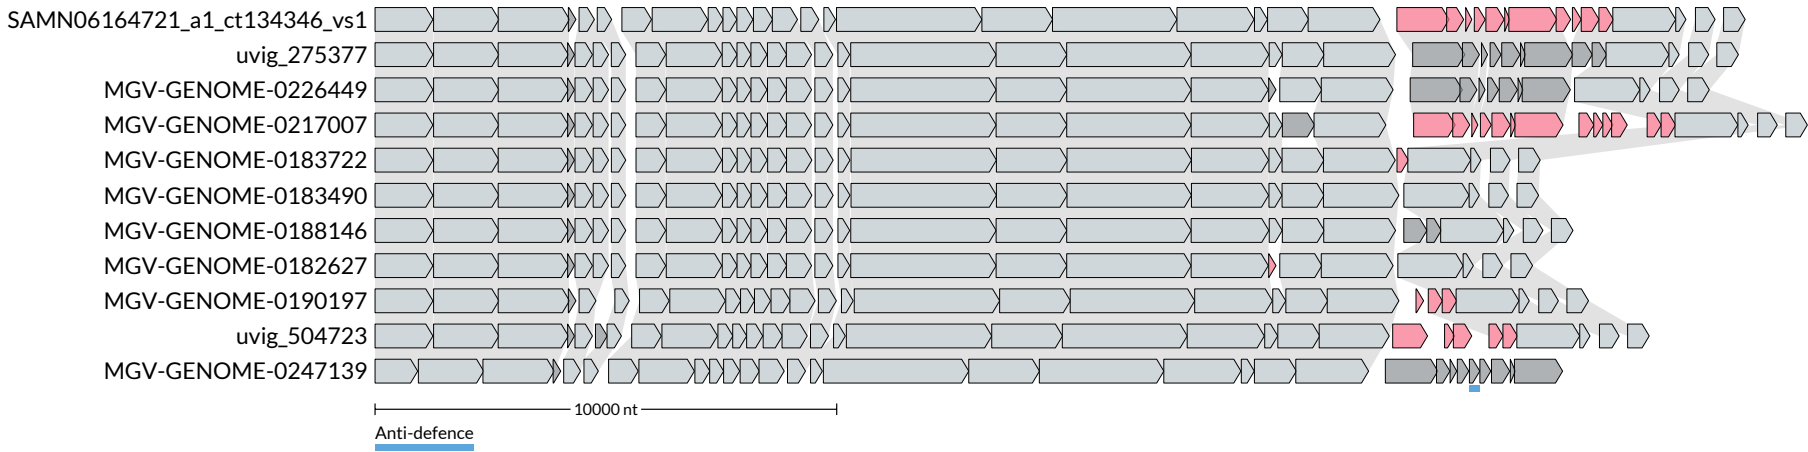 SAMN06164721_a1_ct134346_vs1
uvig_275377
MGV-GENOME-0226449
MGV-GENOME-0217007
MGV-GENOME-0183722
MGV-GENOME-0183490
MGV-GENOME-0188146
MGV-GENOME-0182627
MGV-GENOME-0190197
uvig_504723
MGV-GENOME-0247139
10000 nt
Anti-defence